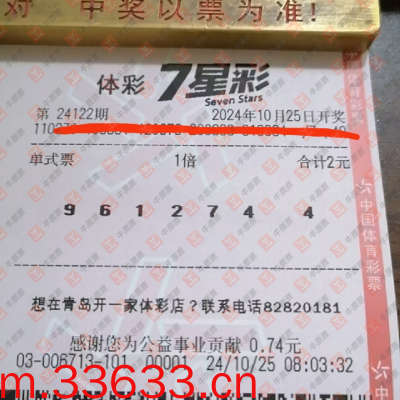 对 中奖以票为准!
体彩 7星彩
Seven Stars
第 24122期 2024年10月25日开奖
单式票 1倍 合计2元
9 6 1 2 7 4 4
想在青岛开一家体彩店？联系电话82820181
感谢您为公益事业贡献 0.74元
03-006713-101 00001 24/10/25 08:03:32
m.33633.cn
中国体育彩票